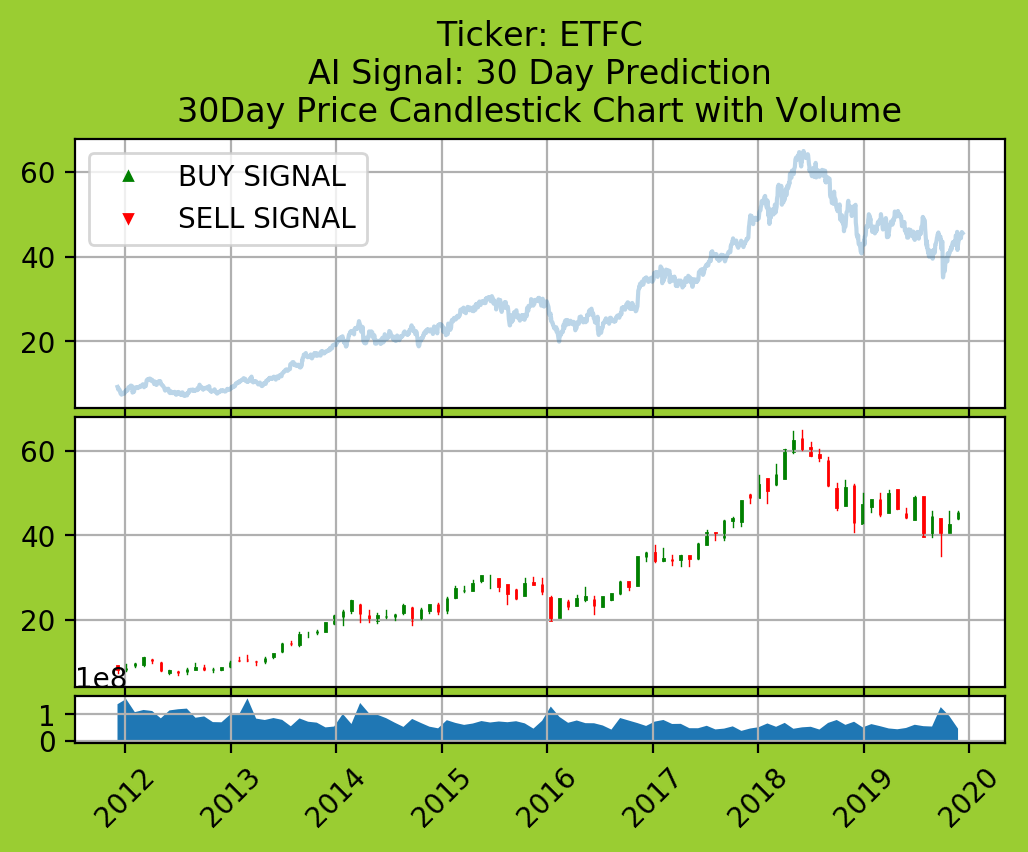 Ticker: ETFC
AI Signal: 30 Day Prediction
30Day Price Candlestick Chart with Volume
BUY SIGNAL
SELL SIGNAL
60
40
20
60
40
20
1e8
1
0
2012 2013 2014 2015 2016 2017 2018 2019 2020